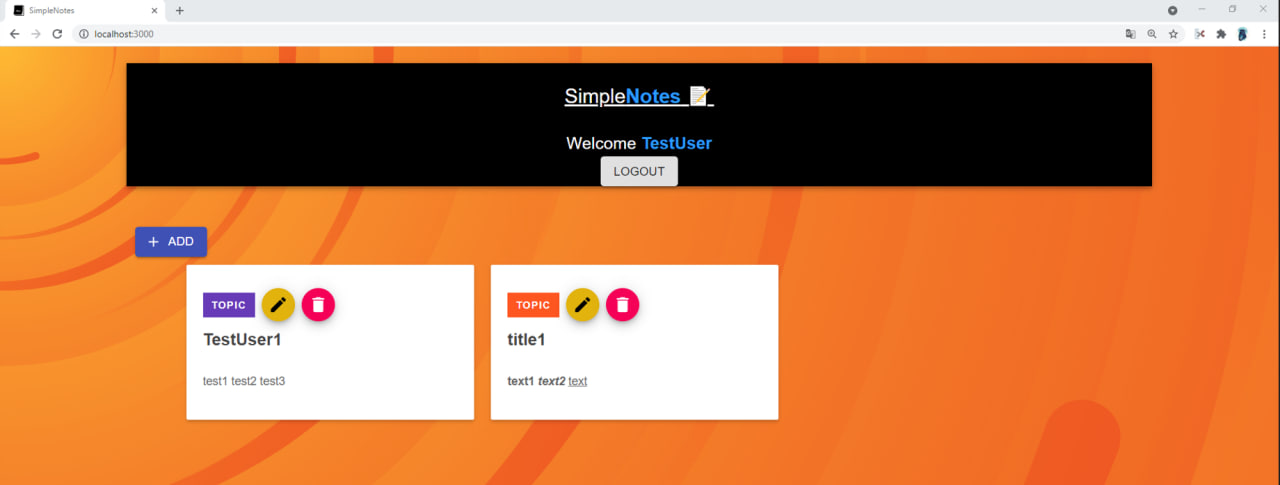 SimpleNotes
localhost:3000
SimpleNotes
Welcome TestUser
LOGOUT
ADD
TOPIC
TestUser1
test1 test2 test3
TOPIC
title1
text1 text2 text